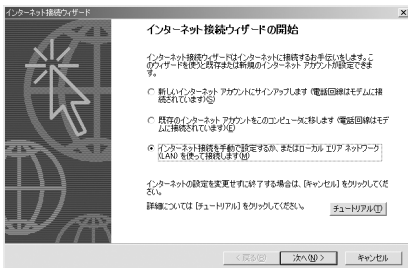 インターネット接続ウィザード
インターネット接続ウィザードの開始
インターネット接続ウィザードはインターネットに接続するお手伝いをします。こ
のウィザードを使うと既存または新規のインターネット アカウントが設定できま
す。
新しいインターネット アカウントにサインアップします (電話回線はモデムに接
続されています)(S)
既存のインターネット アカウントをこのコンピュータに移します (電話回線はモデ
ムに接続されています)(E)
インターネット接続を手動で設定するか、またはローカル エリア ネットワーク
(LAN) を使って接続します(M)
インターネットの設定を変更せずに終了する場合は、[キャンセル] をクリックしてくだ
さい。
詳細については [チュートリアル] をクリックしてください。
チュートリアル(T)
< 戻る(B)
次へ(N) >
キャンセル